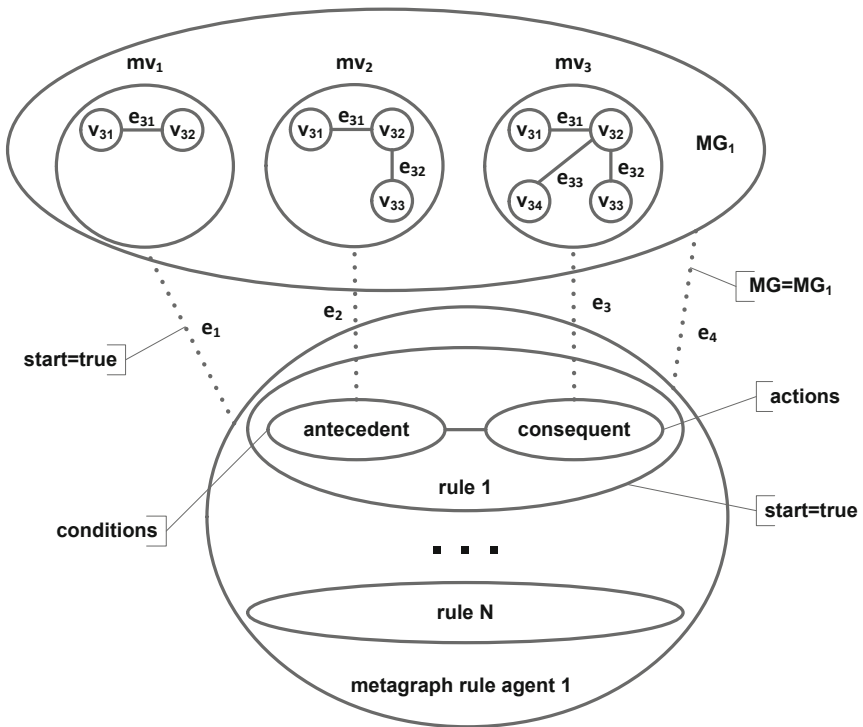 mv₁ mv₂ mv₃
v₃₁ e₃₁ v₃₂ v₃₁ e₃₁ v₃₂ v₃₁ e₃₁ v₃₂
MG₁
e₃₂ e₃₃ e₃₂
v₃₃ v₃₄ v₃₃
MG=MG₁
e₁ e₂ e₃ e₄
start=true
actions
antecedent consequent
rule 1
start=true
conditions
. . .
rule N
metagraph rule agent 1